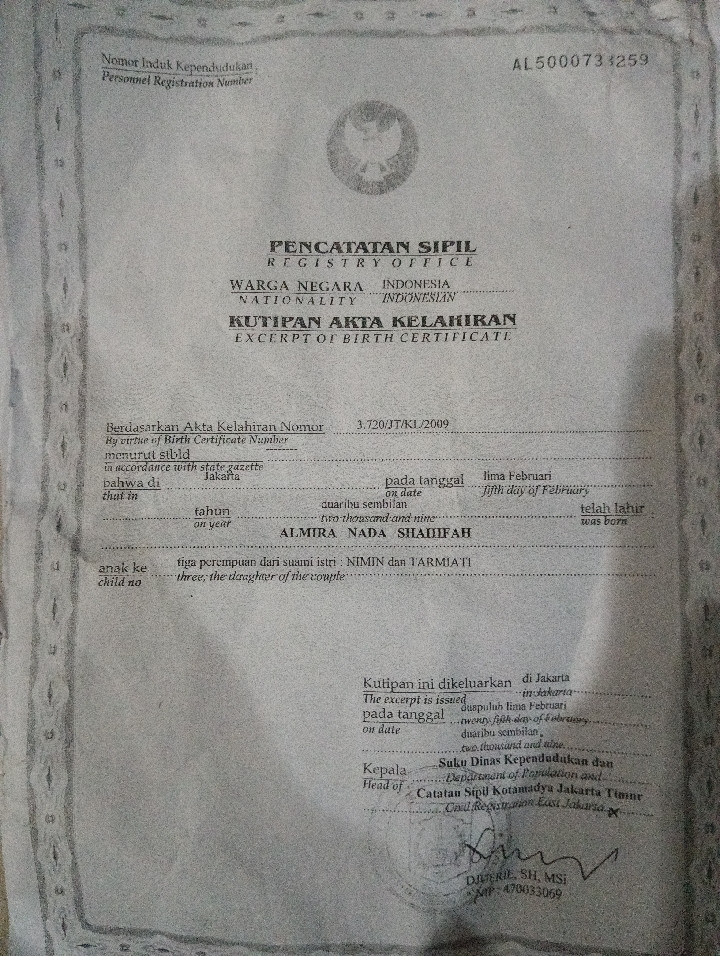 Nomor Induk Kependudukan
Personnel Registration Number
PENCATATAN SIPIL
REGISTRY OFFICE
WARGA NEGARA INDONESIA
NATIONALITY INDONESIAN
KUTIPAN AKTA KELAHIRAN
EXCERPT OF BIRTH CERTIFICATE
Berdasarkan Akta Kelahiran Nomor 3.720/JT/KL/2009
By virtue of Birth Certificate Number
menurut stbld
in accordance with state gazette
bahwa di Jakarta pada tanggal lima Februari
that in on date fifth day of February
tahun duaribu sembilan telah lahir
on year two thousand and nine was born
ALMIRA NADA
anak ke tiga perempuan dari suami istri : NIMIN dan TARMIATI
child no three, the daughter of the couple
Kutipan ini dikeluarkan di Jakarta
The excerpt is issued in Jakarta
pada tanggal duapuluh lima Februari
on date twenty fifth day of February
duaribu sembilan
two thousand and nine
Kepala Suku Dinas Kependudukan dan
Head of Department of Population and
Catatan Sipil Kotamadya Jakarta Timur
Civil Registration East Jakarta
SH, MSi
NIP : 470033069